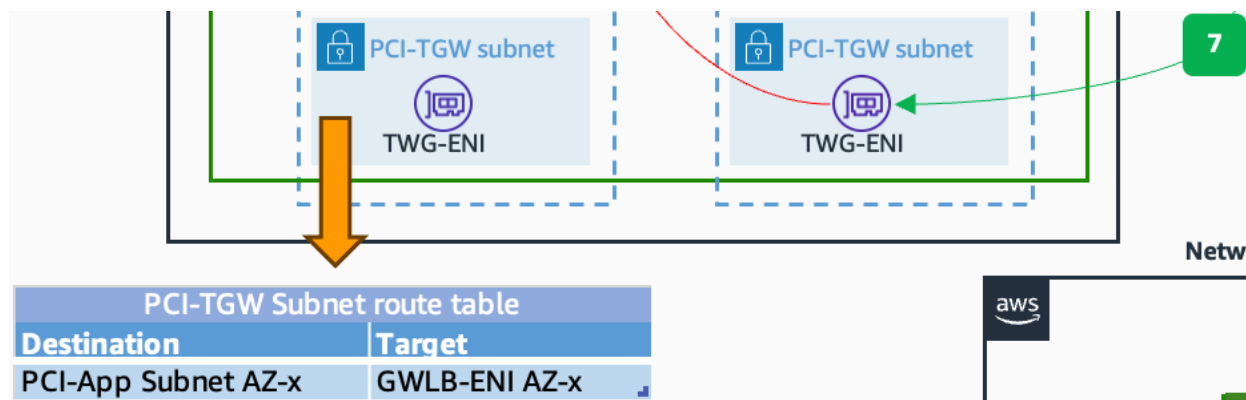 PCI-TGW subnet
PCI-TGW subnet
7
TWG-ENI
TWG-ENI
Netw
PCI-TGW Subnet route table
aws
Destination
Target
PCI-App Subnet AZ-x
GWLB-ENI AZ-x